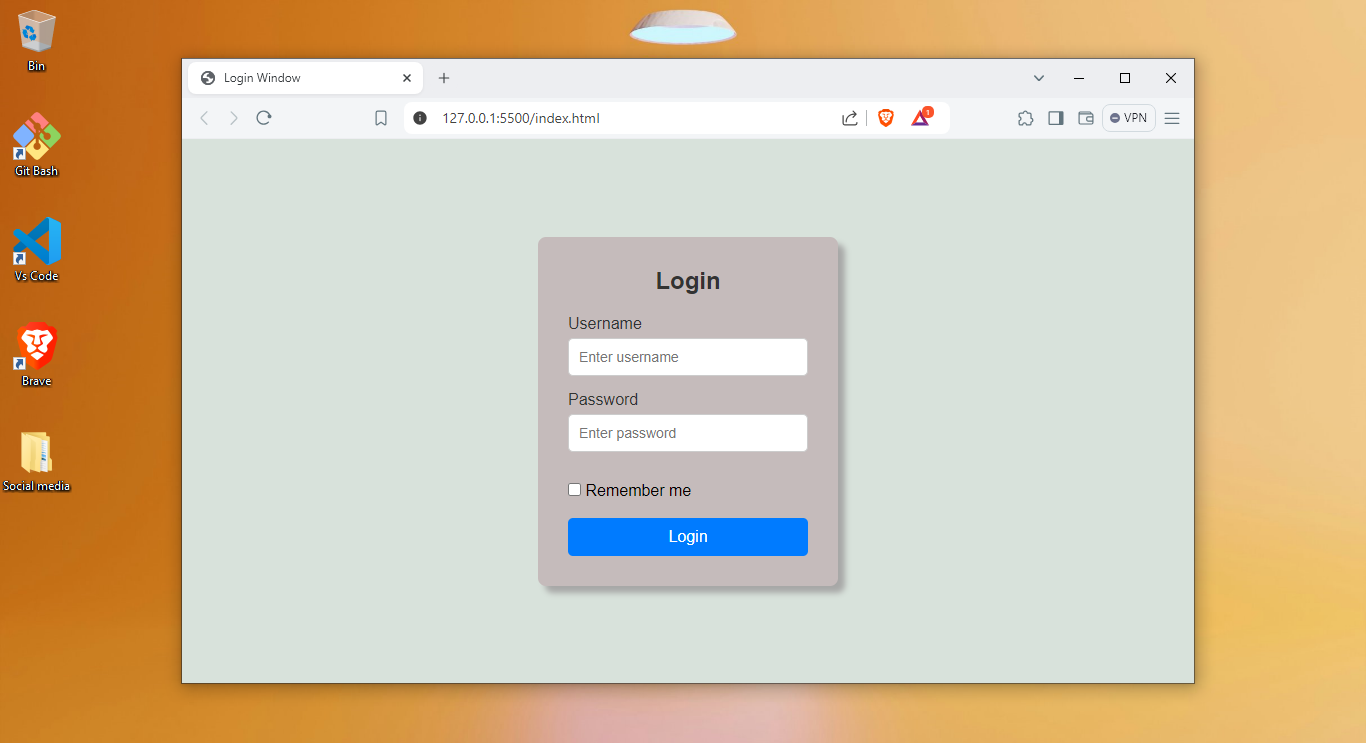 Bin
Git Bash
Vs Code
Brave
Social media
Login Window
127.0.0.1:5500/index.html
1
VPN
Login
Username
Enter username
Password
Enter password
Remember me
Login